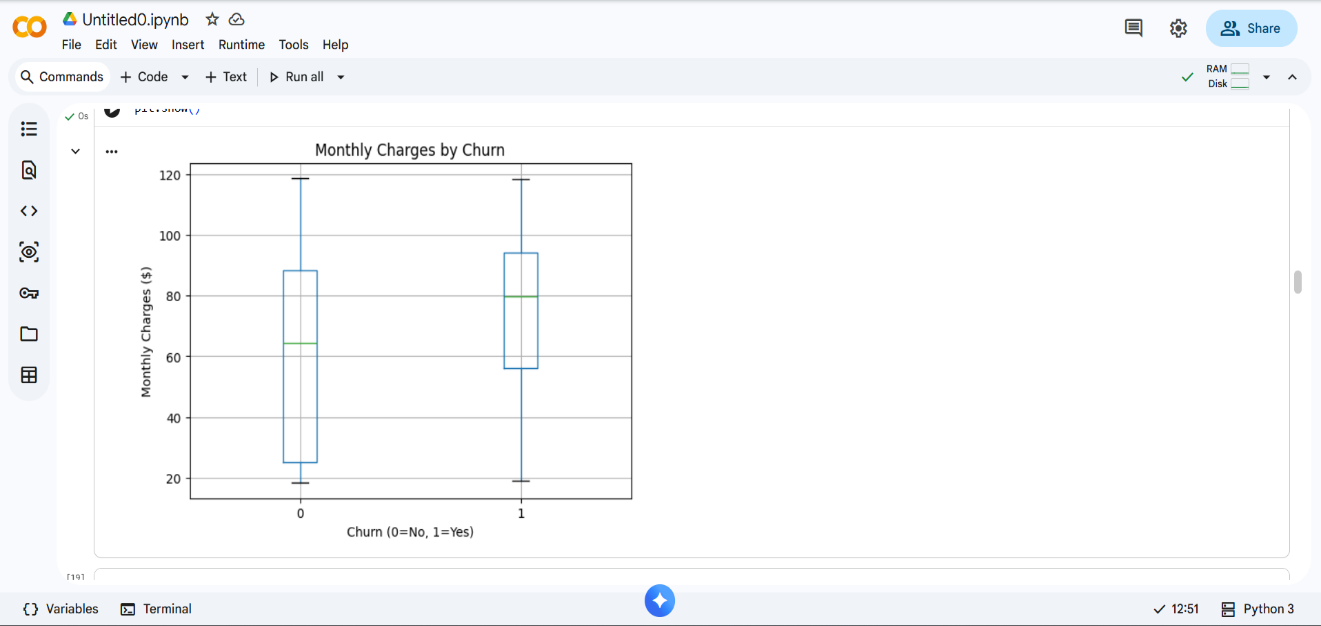 Untitled0.ipynb
File Edit View Insert Runtime Tools Help
Share
Commands + Code + Text Run all
RAM
Disk
0s
plt.show()
Monthly Charges by Churn
120
100
80
60
40
20
Monthly Charges ($)
0 1
Churn (0=No, 1=Yes)
[19]
{} Variables Terminal
12:51 Python 3